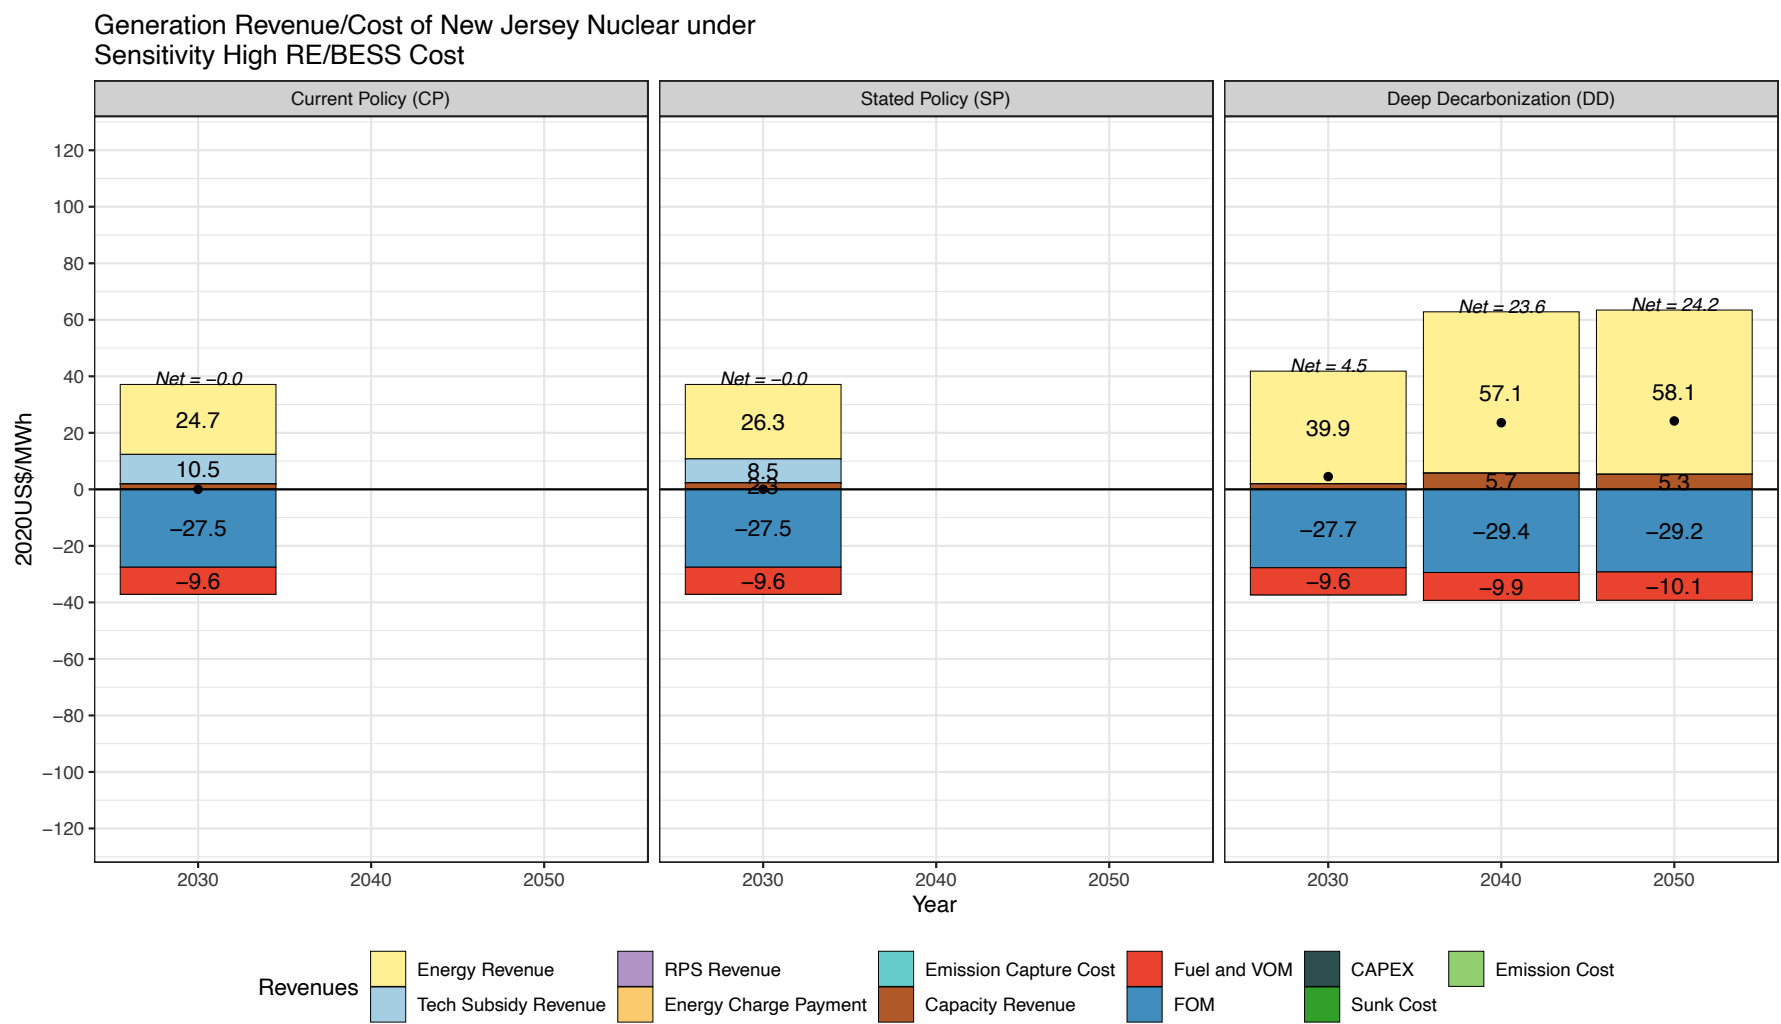 Generation Revenue/Cost of New Jersey Nuclear under
Sensitivity High RE/BESS Cost
Current Policy (CP)
Stated Policy (SP)
Deep Decarbonization (DD)
2020US$/MWh
120
100
80
60
40
20
0
−20
−40
−60
−80
−100
−120
Net = −0.0
24.7
10.5
−27.5
−9.6
Net = −0.0
26.3
8.5
2.3
−27.5
−9.6
Net = 4.5
39.9
−27.7
−9.6
Net = 23.6
57.1
5.7
−29.4
−9.9
Net = 24.2
58.1
5.3
−29.2
−10.1
2030 2040 2050
2030 2040 2050
2030 2040 2050
Year
Revenues
Energy Revenue
RPS Revenue
Emission Capture Cost
Fuel and VOM
CAPEX
Emission Cost
Tech Subsidy Revenue
Energy Charge Payment
Capacity Revenue
FOM
Sunk Cost